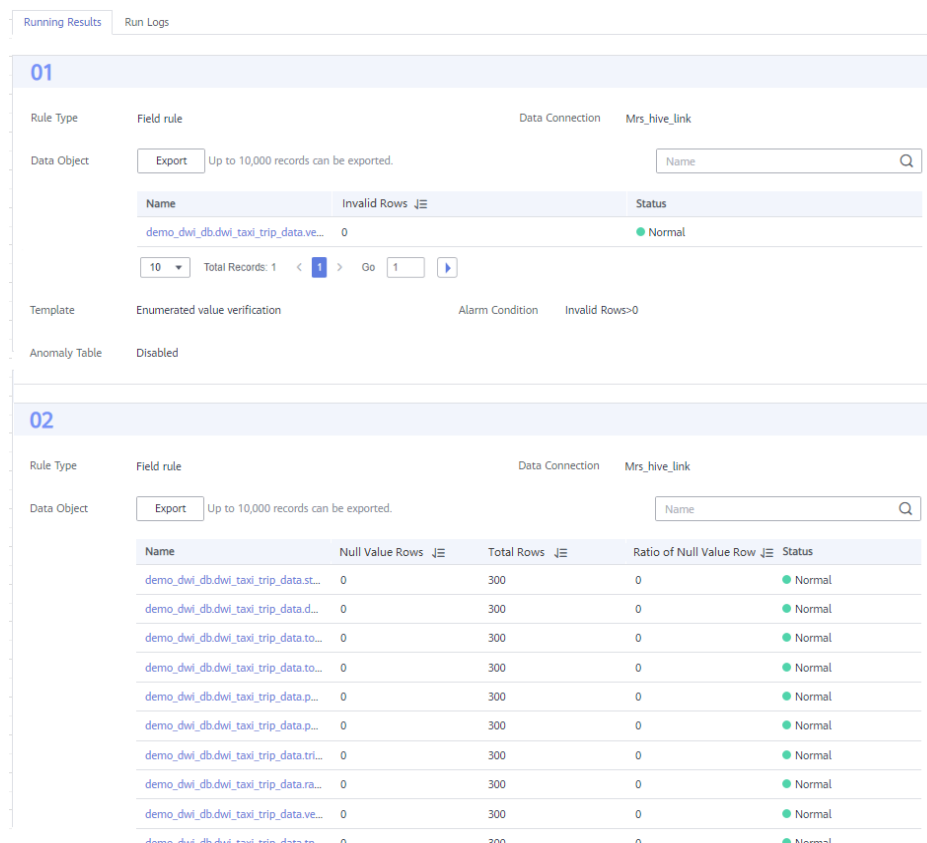 Running Results Run Logs
01
Rule Type Field rule Data Connection Mrs_hive_link
Data Object Export Up to 10,000 records can be exported. Name
Name Invalid Rows Status
demo_dwi_db.dwi_taxi_trip_data.ve... 0 Normal
10 Total Records: 1 < 1 > Go 1
Template Enumerated value verification Alarm Condition Invalid Rows>0
Anomaly Table Disabled
02
Rule Type Field rule Data Connection Mrs_hive_link
Data Object Export Up to 10,000 records can be exported. Name
Name Null Value Rows Total Rows Ratio of Null Value Row Status
demo_dwi_db.dwi_taxi_trip_data.st... 0 300 0 Normal
demo_dwi_db.dwi_taxi_trip_data.d... 0 300 0 Normal
demo_dwi_db.dwi_taxi_trip_data.to... 0 300 0 Normal
demo_dwi_db.dwi_taxi_trip_data.to... 0 300 0 Normal
demo_dwi_db.dwi_taxi_trip_data.p... 0 300 0 Normal
demo_dwi_db.dwi_taxi_trip_data.p... 0 300 0 Normal
demo_dwi_db.dwi_taxi_trip_data.tri... 0 300 0 Normal
demo_dwi_db.dwi_taxi_trip_data.ra... 0 300 0 Normal
demo_dwi_db.dwi_taxi_trip_data.ve... 0 300 0 Normal
0 300 0 Normal